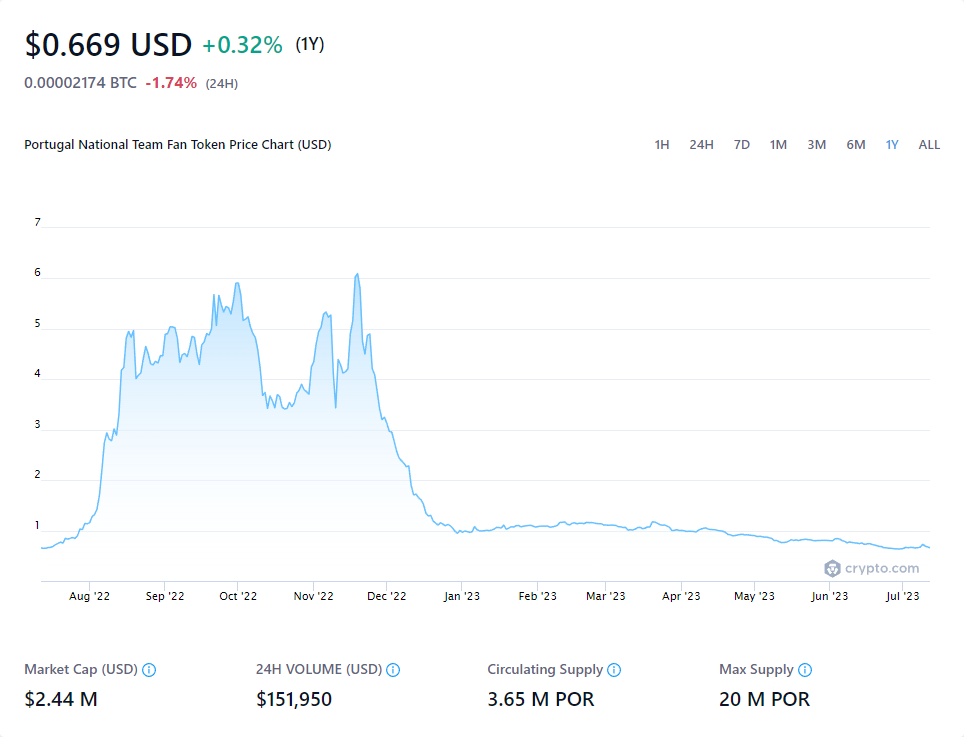 $0.669 USD +0.32% (1Y)
0.00002174 BTC -1.74% (24H)
Portugal National Team Fan Token Price Chart (USD) 1H 24H 7D 1M 3M 6M 1Y ALL
7
6
5
4
3
2
1
crypto.com
Aug '22 Sep '22 Oct '22 Nov '22 Dec '22 Jan '23 Feb '23 Mar '23 Apr '23 May '23 Jun '23 Jul '23
Market Cap (USD) 24H VOLUME (USD) Circulating Supply Max Supply
$2.44 M $151,950 3.65 M POR 20 M POR